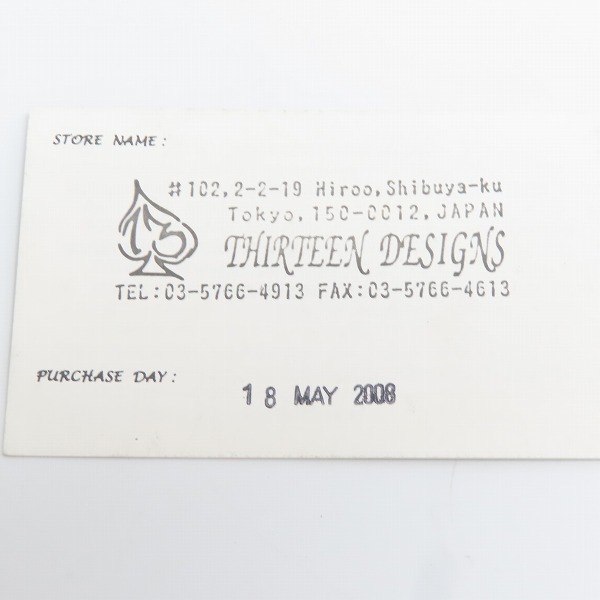 STORE NAME:
#102, 2-2-19 Hiroo, Shibuya-ku
Tokyo, 150-0012, JAPAN
13
THIRTEEN DESIGNS
TEL:03-5766-4913 FAX:03-5766-4613
PURCHASE DAY:
18 MAY 2008